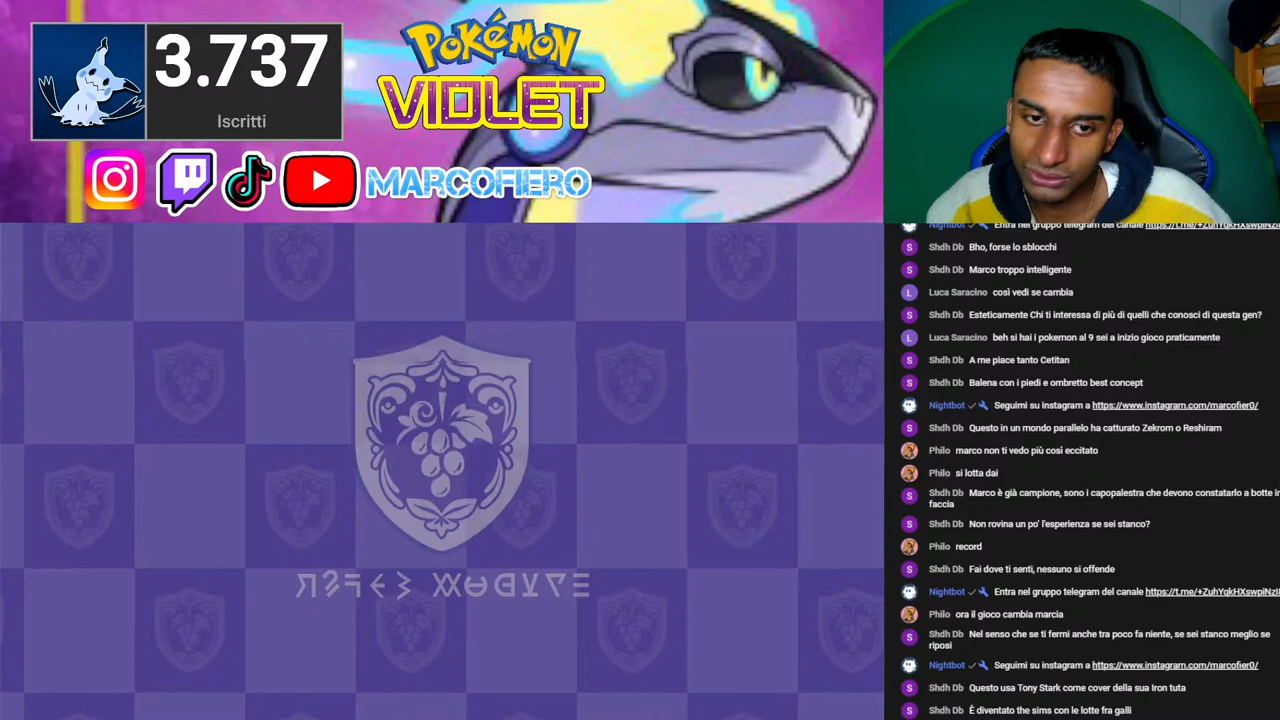 3.737
Iscritti
POKéMON
VIOLET
MARCOFIERO
Nightbot Entra nel gruppo telegram del canale
Shdh Db Bho, forse lo sblocchi
Shdh Db Marco troppo intelligente
Luca Saracino così vedi se cambia
Shdh Db Esteticamente Chi ti interessa di più di quelli che conosci di questa gen?
Luca Saracino beh si hai i pokemon al 9 sei a inizio gioco praticamente
Shdh Db A me piace tanto Cetitan
Shdh Db Balena con i piedi e ombretto best concept
Nightbot Seguimi su instagram a https://www.instagram.com/marcofier0/
Shdh Db Questo in un mondo parallelo ha catturato Zekrom o Reshiram
Philo marco non ti vedo più così eccitato
Philo si lotta dai
Shdh Db Marco è già campione, sono i capopalestra che devono constatarlo a botte in
faccia
Shdh Db Non rovina un po' l'esperienza se sei stanco?
Philo record
Shdh Db Fai dove ti senti, nessuno si offende
Nightbot Entra nel gruppo telegram del canale
Philo ora il gioco cambia marcia
Shdh Db Nel senso che se ti fermi anche tra poco fa niente, se sei stanco meglio se
riposi
Nightbot Seguimi su instagram a https://www.instagram.com/marcofier0/
Shdh Db Questo usa Tony Stark come cover della sua Iron tuta
Shdh Db È diventato the sims con le lotte fra galli